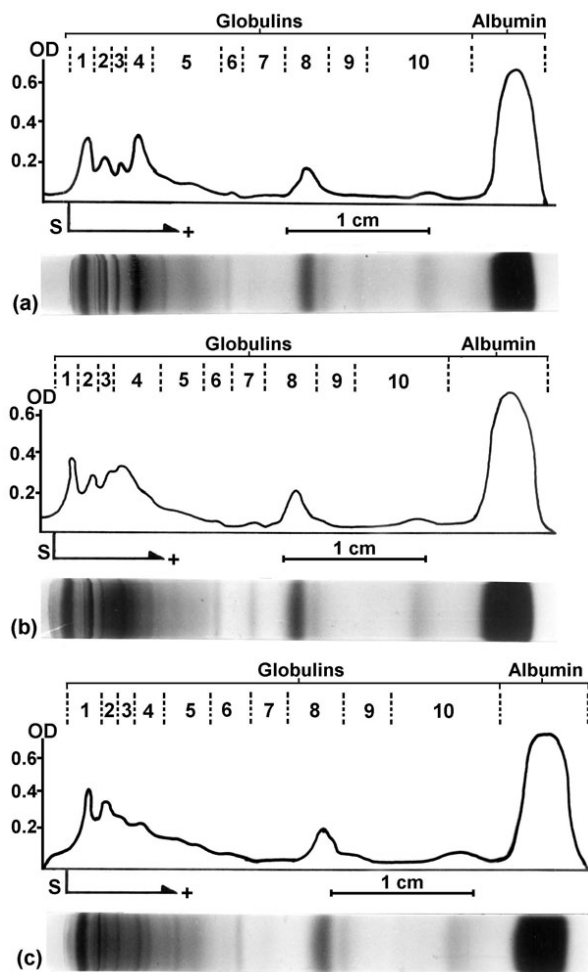 Globulins Albumin
OD 1 2 3 4 5 6 7 8 9 10
0.6
0.4
0.2
S + 1 cm
(a)
Globulins Albumin
1 2 3 4 5 6 7 8 9 10
OD
0.6
0.4
0.2
S + 1 cm
(b)
Globulins Albumin
1 2 3 4 5 6 7 8 9 10
OD
0.6
0.4
0.2
S + 1 cm
(c)